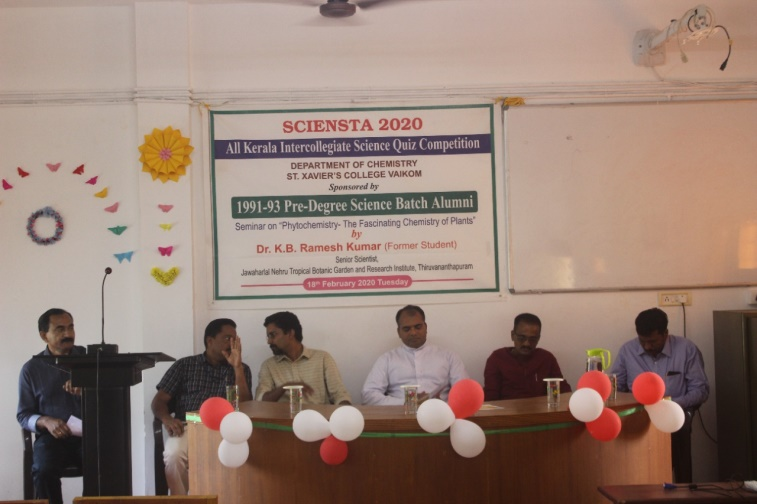 SCIENSTA 2020
All Kerala Intercollegiate Science Quiz Competition
DEPARTMENT OF CHEMISTRY
ST. XAVIER'S COLLEGE VAIKOM
Sponsored by
1991-93 Pre-Degree Science Batch Alumni
Seminar on "Phytochemistry- The Fascinating Chemistry of Plants"
by
Dr. K.B. Ramesh Kumar (Former Student)
Senior Scientist,
Jawaharlal Nehru Tropical Botanic Garden and Research Institute, Thiruvananthapuram
18th February 2020 Tuesday